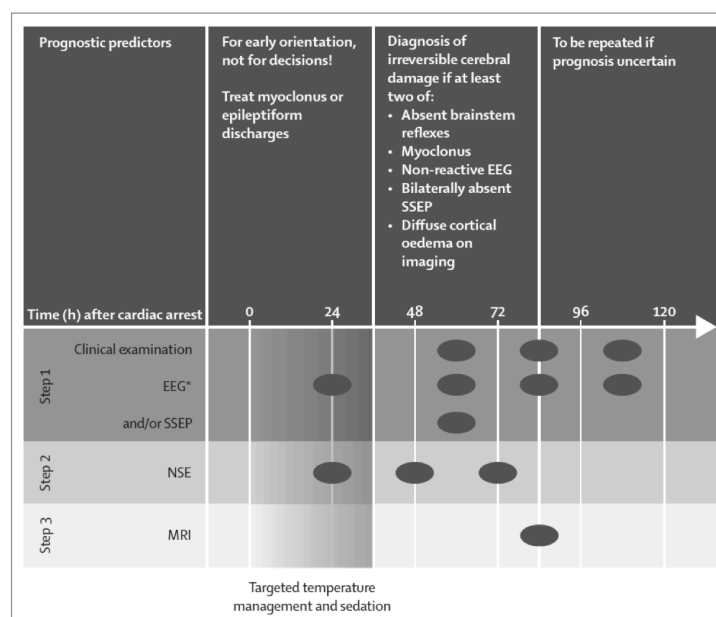 Prognostic predictors
For early orientation,
not for decisions!
Treat myoclonus or
epileptiform
discharges
Diagnosis of
irreversible cerebral
damage if at least
two of:
• Absent brainstem
reflexes
• Myoclonus
• Non-reactive EEG
• Bilaterally absent
SSEP
• Diffuse cortical
oedema on
imaging
To be repeated if
prognosis uncertain
Time (h) after cardiac arrest
0
24
48
72
96
120
Step 1
Clinical examination
EEG*
and/or SSEP
Step 2
NSE
Step 3
MRI
Targeted temperature
management and sedation